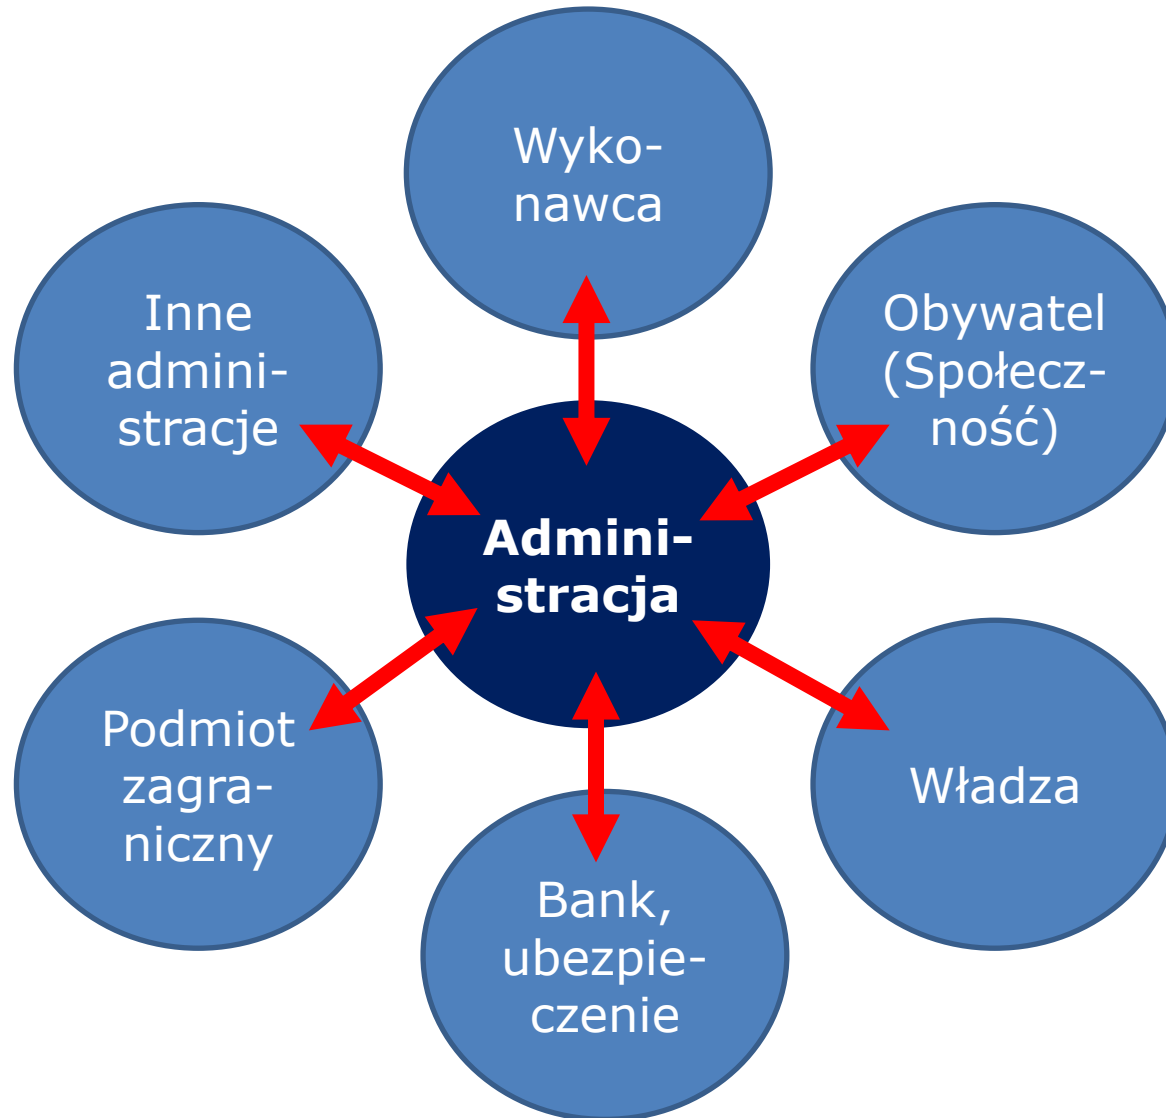 Wyko-
nawca
Inne
admini-
stracje
Obywatel
(Społecz-
ność)
Admini-
stracja
Podmiot
zagra-
niczny
Władza
Bank,
ubezpie-
czenie